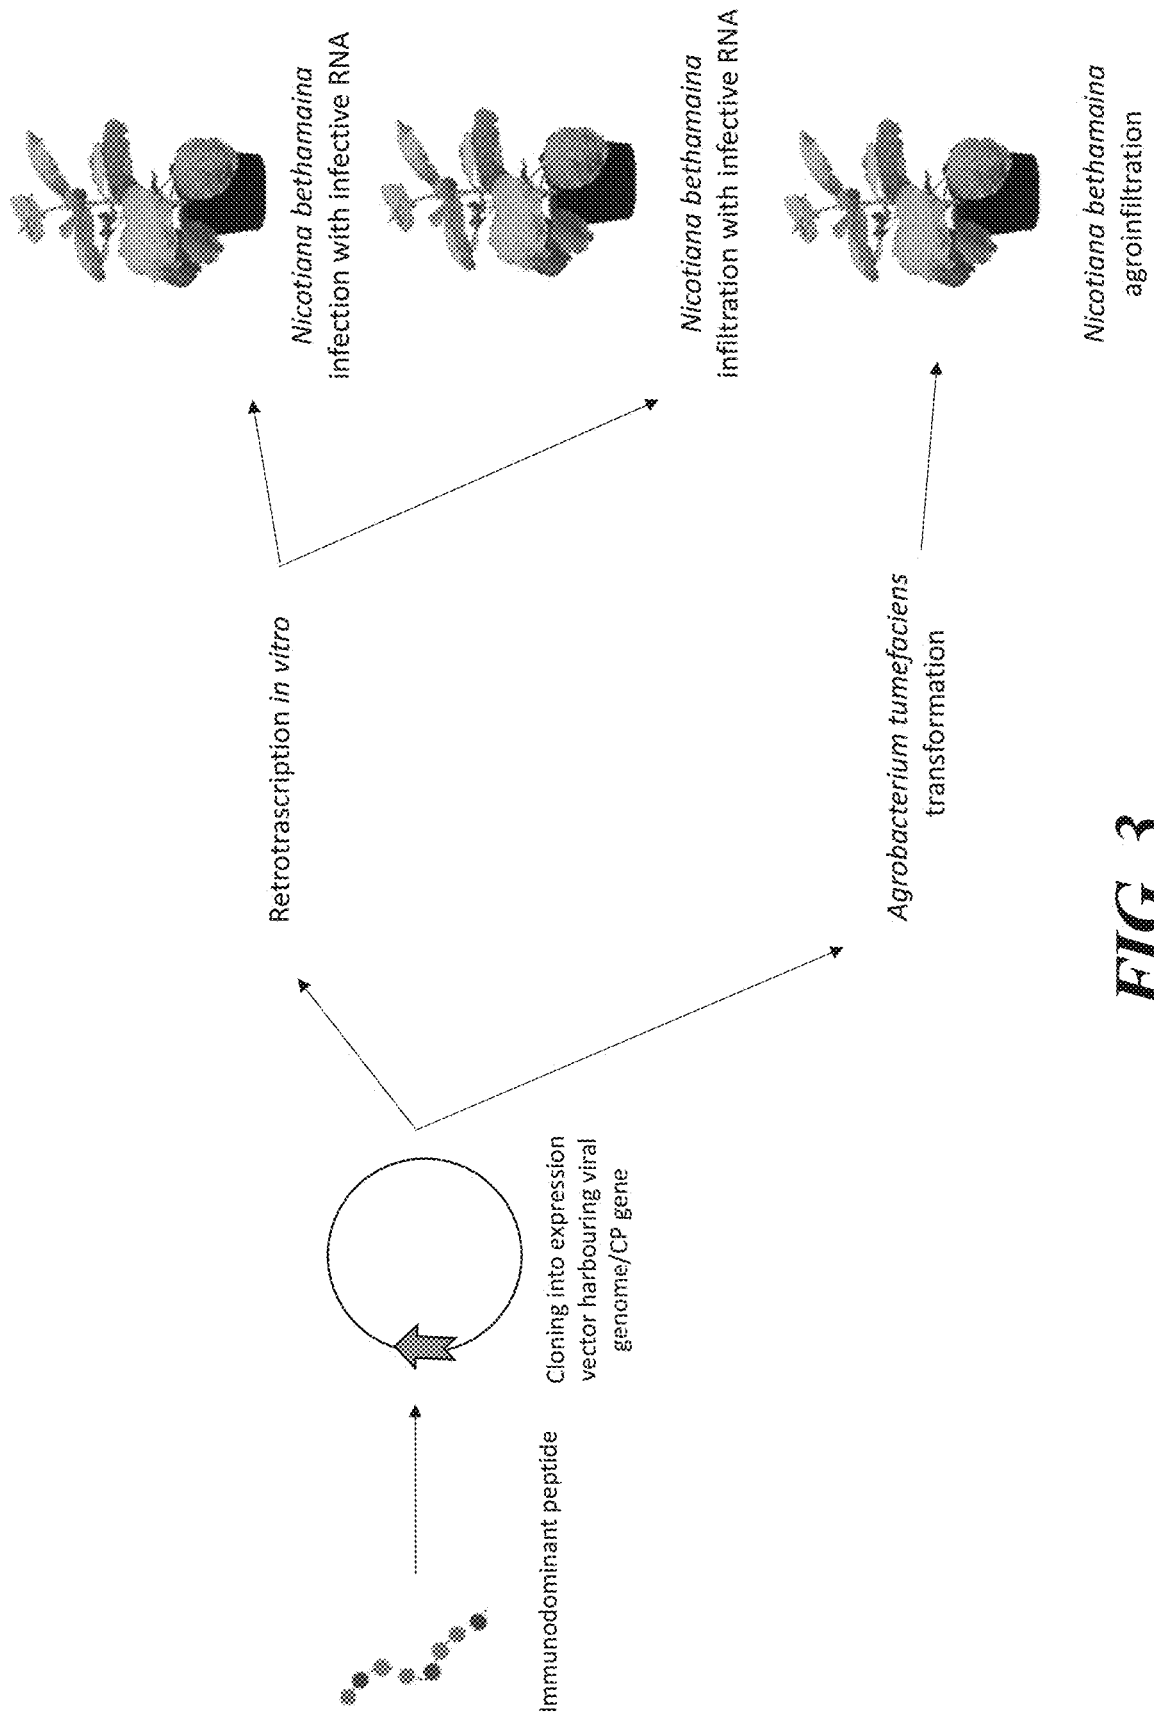 Immunodominant peptide
Cloning into expression
vector harbouring viral
genome/CP gene
Retrotrascription in vitro
Agrobacterium tumefaciens
transformation
Nicotiana bethamaina
infection with infective RNA
Nicotiana bethamaina
infiltration with infective RNA
Nicotiana bethamaina
agroinfiltration
FIG. 3